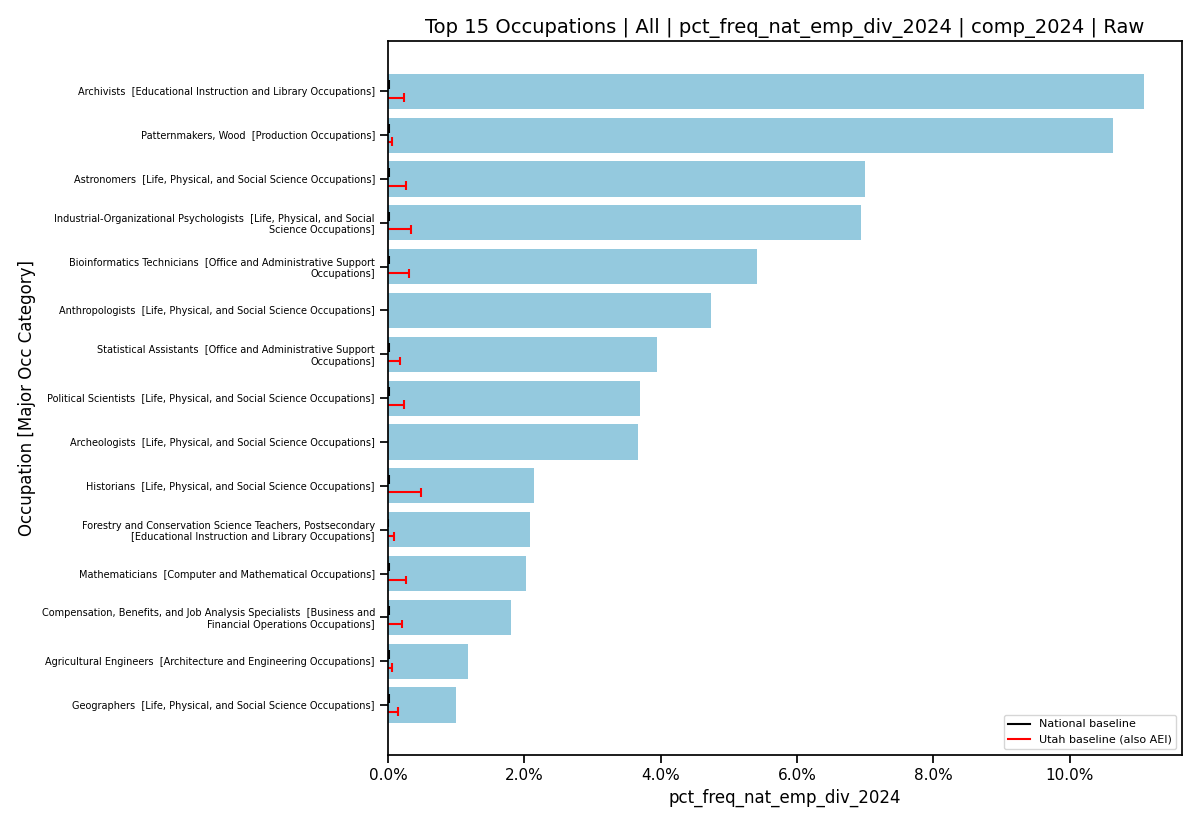 Top 15 Occupations | All | pct_freq_nat_emp_div_2024 | comp_2024 | Raw
Occupation [Major Occ Category]
Archivists  [Educational Instruction and Library Occupations]
Patternmakers, Wood  [Production Occupations]
Astronomers  [Life, Physical, and Social Science Occupations]
Industrial-Organizational Psychologists  [Life, Physical, and Social
Science Occupations]
Bioinformatics Technicians  [Office and Administrative Support
Occupations]
Anthropologists  [Life, Physical, and Social Science Occupations]
Statistical Assistants  [Office and Administrative Support
Occupations]
Political Scientists  [Life, Physical, and Social Science Occupations]
Archeologists  [Life, Physical, and Social Science Occupations]
Historians  [Life, Physical, and Social Science Occupations]
Forestry and Conservation Science Teachers, Postsecondary
[Educational Instruction and Library Occupations]
Mathematicians  [Computer and Mathematical Occupations]
Compensation, Benefits, and Job Analysis Specialists  [Business and
Financial Operations Occupations]
Agricultural Engineers  [Architecture and Engineering Occupations]
Geographers  [Life, Physical, and Social Science Occupations]
National baseline
Utah baseline (also AEI)
0.0% 2.0% 4.0% 6.0% 8.0% 10.0%
pct_freq_nat_emp_div_2024